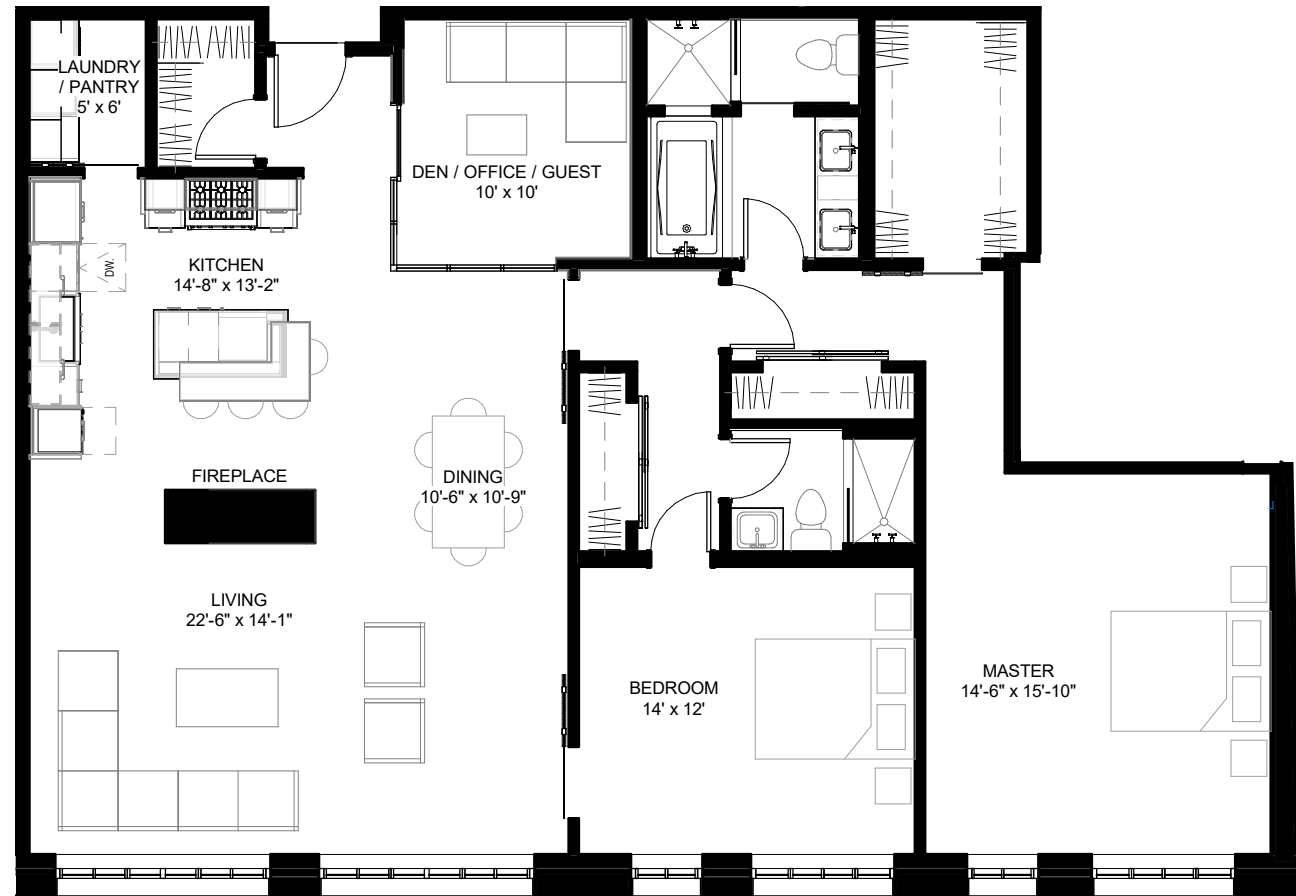 LAUNDRY
/ PANTRY
5' x 6'
DEN / OFFICE / GUEST
10' x 10'
KITCHEN
14'-8" x 13'-2"
DW.
FIREPLACE
DINING
10'-6" x 10'-9"
LIVING
22'-6" x 14'-1"
BEDROOM
14' x 12'
MASTER
14'-6" x 15'-10"